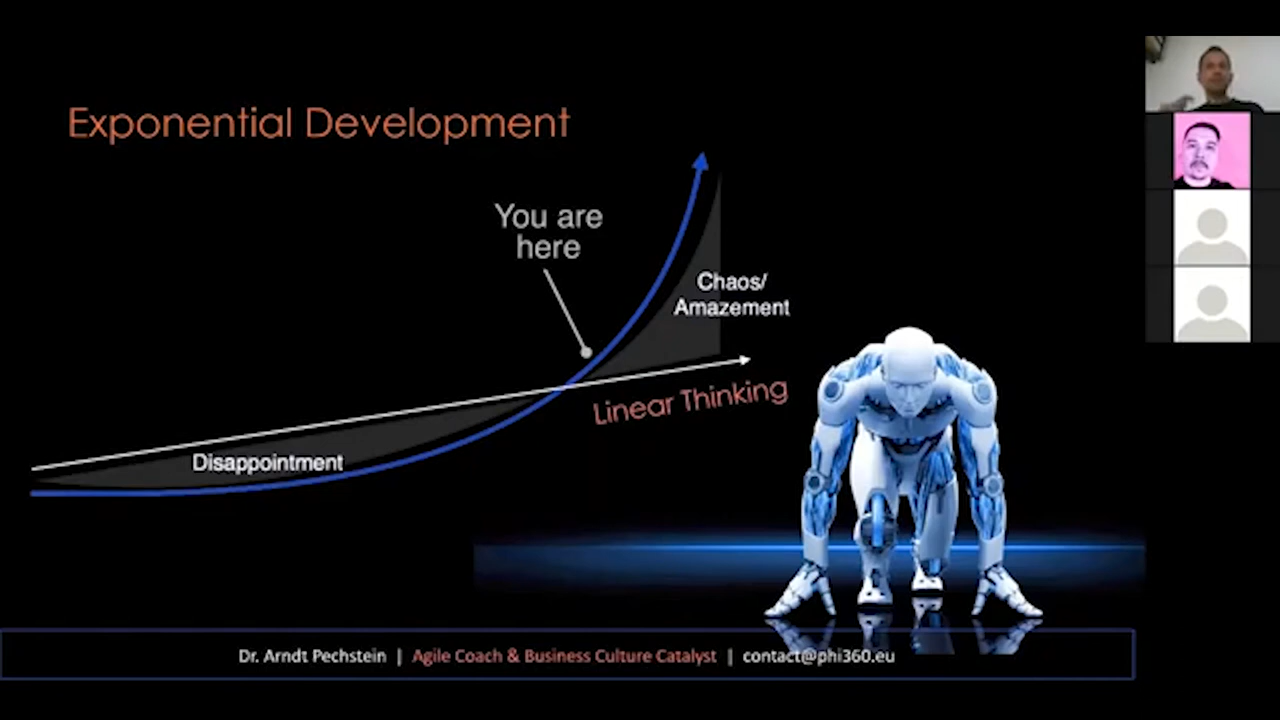 Exponential Development
You are
here
Chaos/
Amazement
Linear Thinking
Disappointment
Dr. Arndt Pechstein | Agile Coach & Business Culture Catalyst | contact@phi360.eu